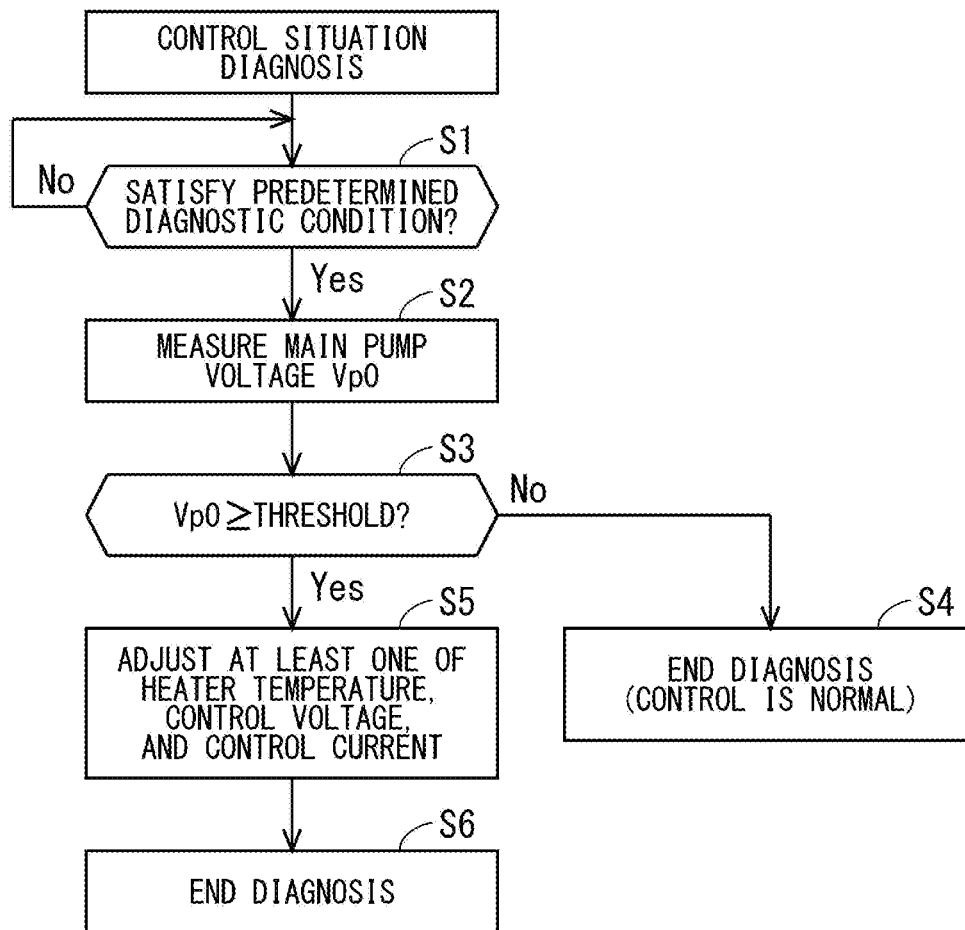 CONTROL SITUATION
DIAGNOSIS
S1
No
SATISFY PREDETERMINED
DIAGNOSTIC CONDITION?
Yes
S2
MEASURE MAIN PUMP
VOLTAGE Vp0
S3
Vp0≧THRESHOLD?
No
Yes
S5
ADJUST AT LEAST ONE OF
HEATER TEMPERATURE,
CONTROL VOLTAGE,
AND CONTROL CURRENT
S4
END DIAGNOSIS
(CONTROL IS NORMAL)
S6
END DIAGNOSIS